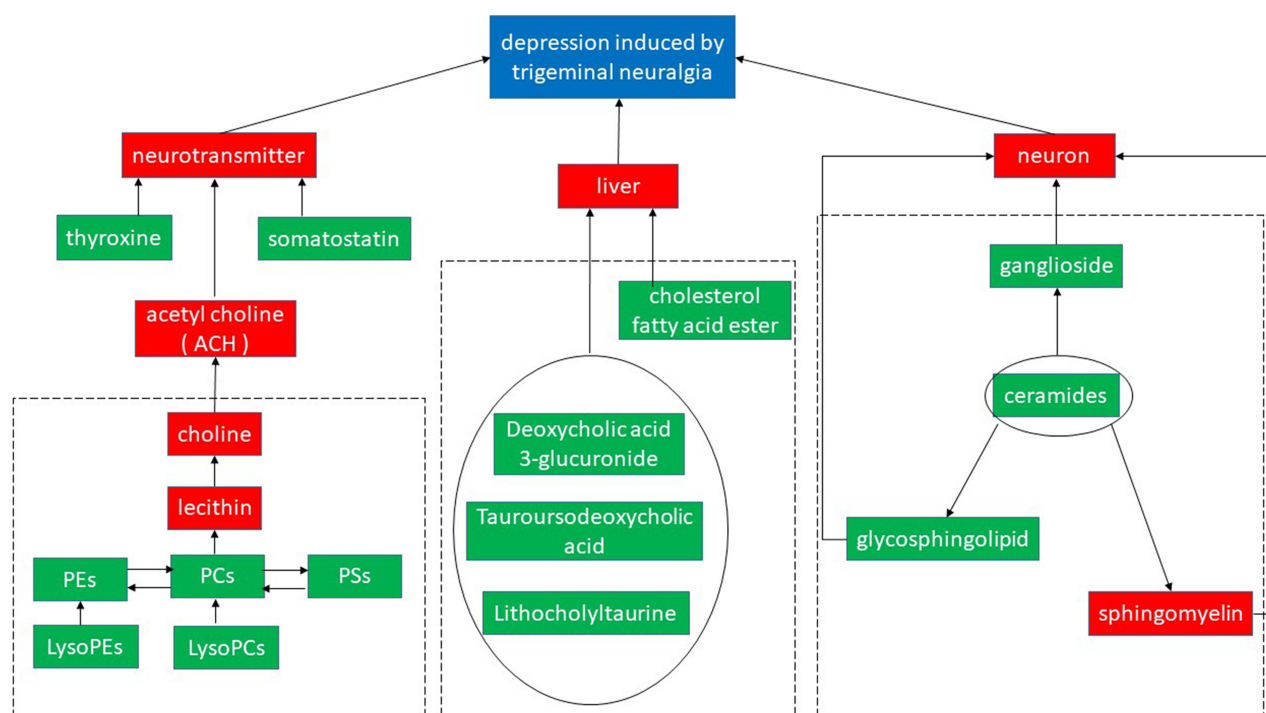 depression induced by
trigeminal neuralgia
neurotransmitter
thyroxine
somatostatin
acetyl choline
( ACH )
choline
lecithin
PEs
PCs
PSs
LysoPEs
LysoPCs
liver
cholesterol
fatty acid ester
Deoxycholic acid
3-glucuronide
Tauroursodeoxycholic
acid
Lithocholyltaurine
neuron
ganglioside
ceramides
glycosphingolipid
sphingomyelin